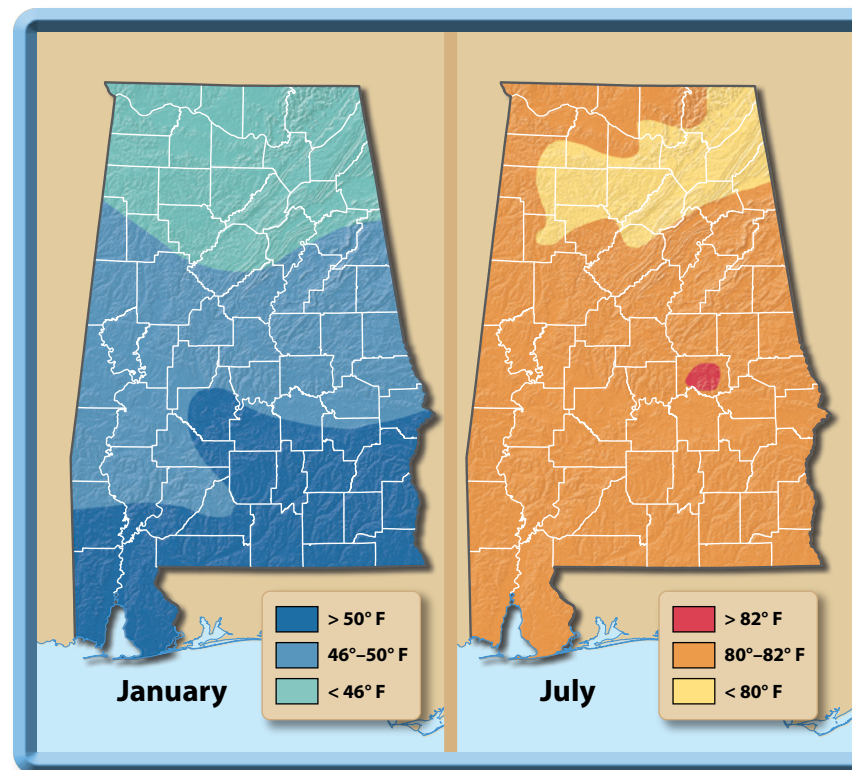 > 50° F
46°–50° F
< 46° F
January
> 82° F
80°–82° F
< 80° F
July